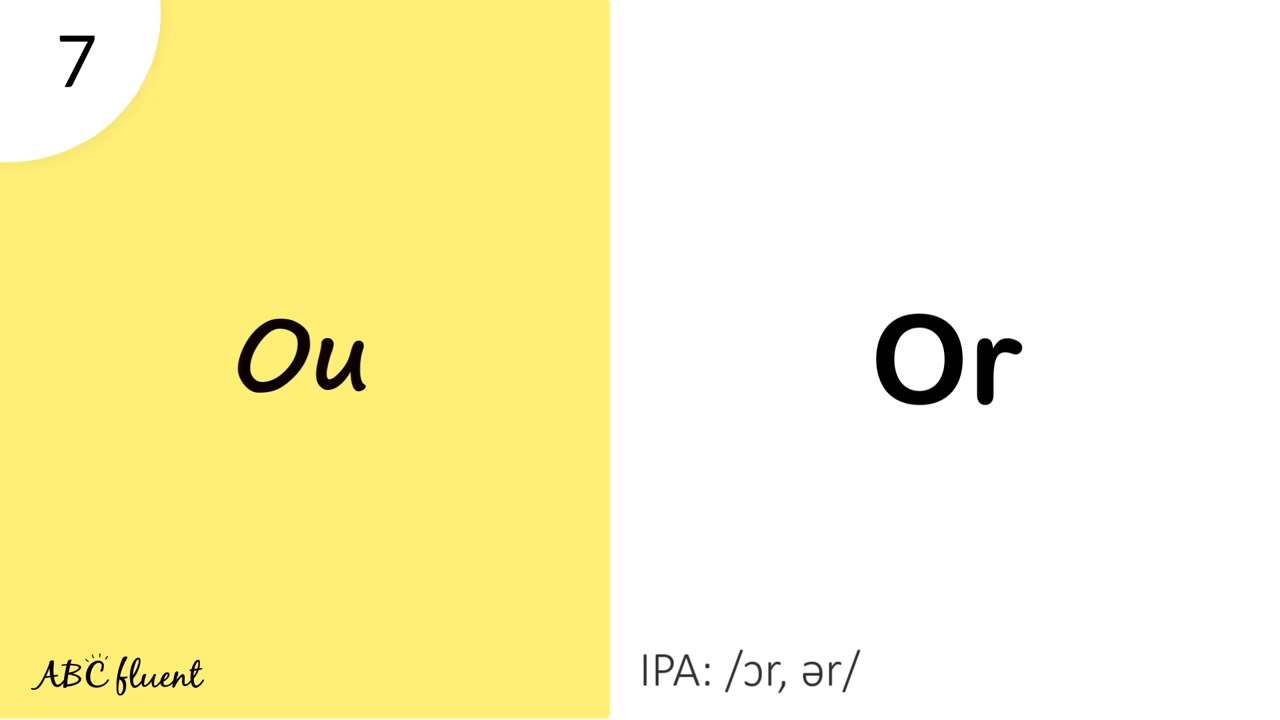 7
Ou
Or
ABC fluent
IPA: /ɔr, ər/